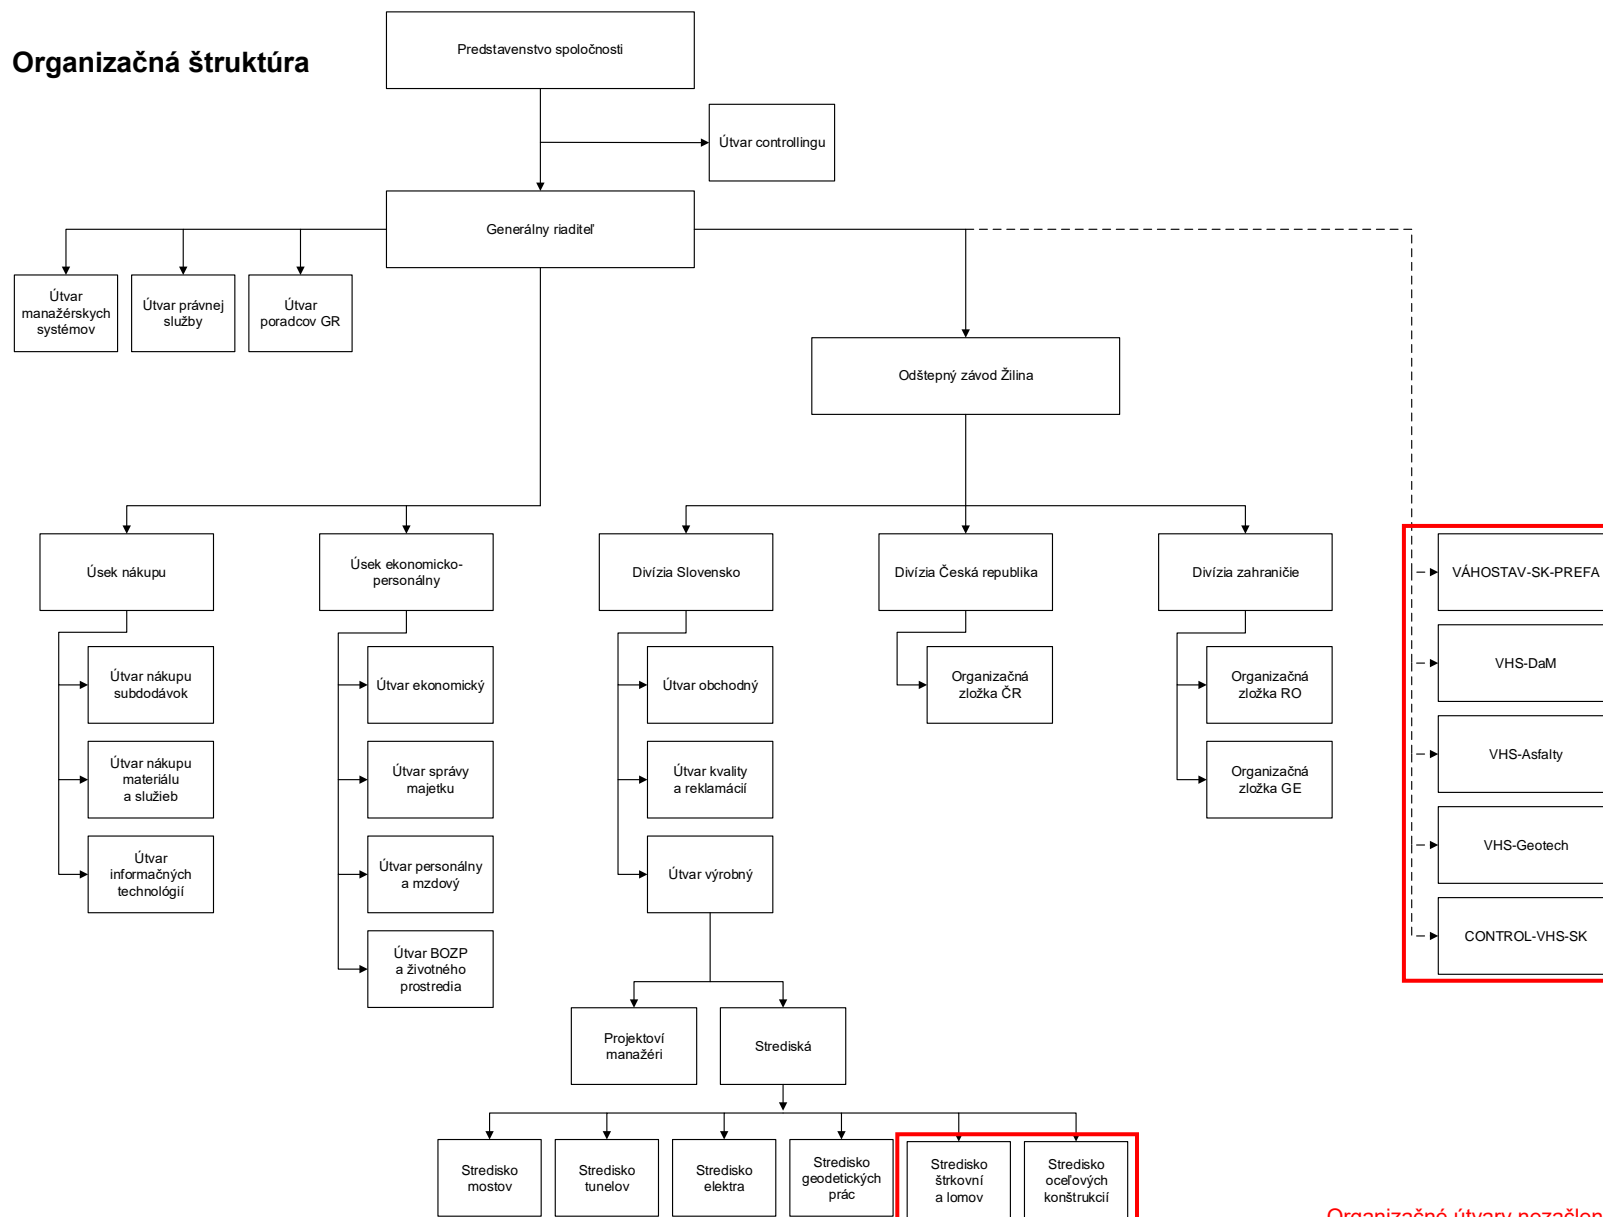 Organizačná štruktúra
Predstavenstvo spoločnosti
Útvar controllingu
Generálny riaditeľ
Útvar
manažérskych
systémov
Útvar právnej
služby
Útvar
poradcov GR
Odštepný závod Žilina
Úsek nákupu
Úsek ekonomicko-
personálny
Divízia Slovensko
Divízia Česká republika
Divízia zahraničie
VÁHOSTAV-SK-PREFA
Útvar nákupu
subdodávok
Útvar ekonomický
Útvar obchodný
Organizačná
zložka ČR
Organizačná
zložka RO
VHS-DaM
Útvar nákupu
materiálu
a služieb
Útvar správy
majetku
Útvar kvality
a reklamácií
Organizačná
zložka GE
VHS-Asfalty
Útvar
informačných
technológií
Útvar personálny
a mzdový
Útvar výrobný
VHS-Geotech
Útvar BOZP
a životného
prostredia
CONTROL-VHS-SK
Projektoví
manažéri
Strediská
Stredisko
mostov
Stredisko
tunelov
Stredisko
elektra
Stredisko
geodetických
prác
Stredisko
štrkovní
a lomov
Stredisko
oceľových
konštrukcií
Organizačné útvary